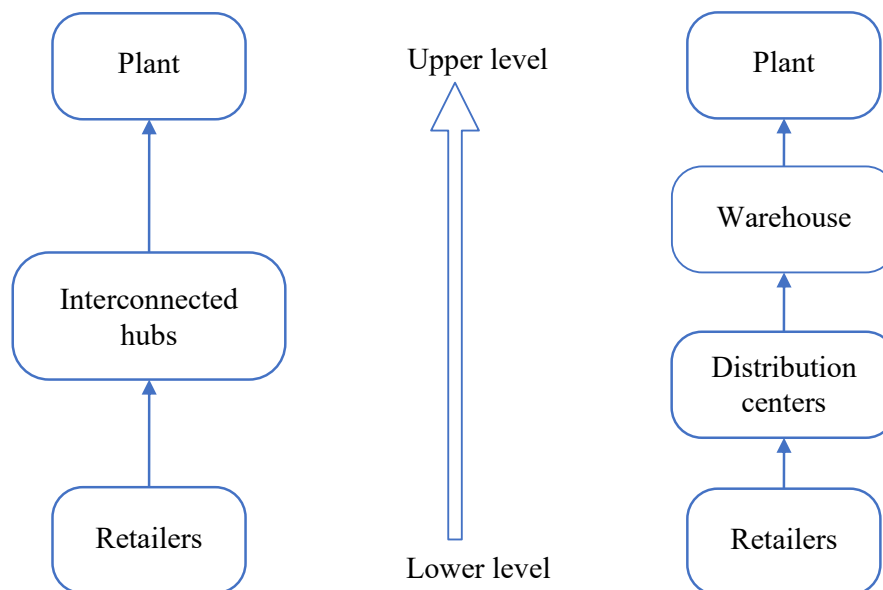 Plant
Interconnected
hubs
Retailers
Upper level
Lower level
Plant
Warehouse
Distribution
centers
Retailers